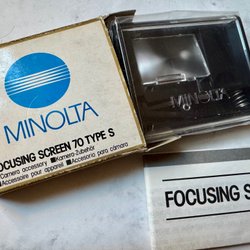 MINOLTA
FOCUSING SCREEN 70 TYPE S
Camera accessory ■Kamera-Zubehör
■Accessoire pour appareil ■Accesorio para cámara
MINOLTA
FOCUSING S